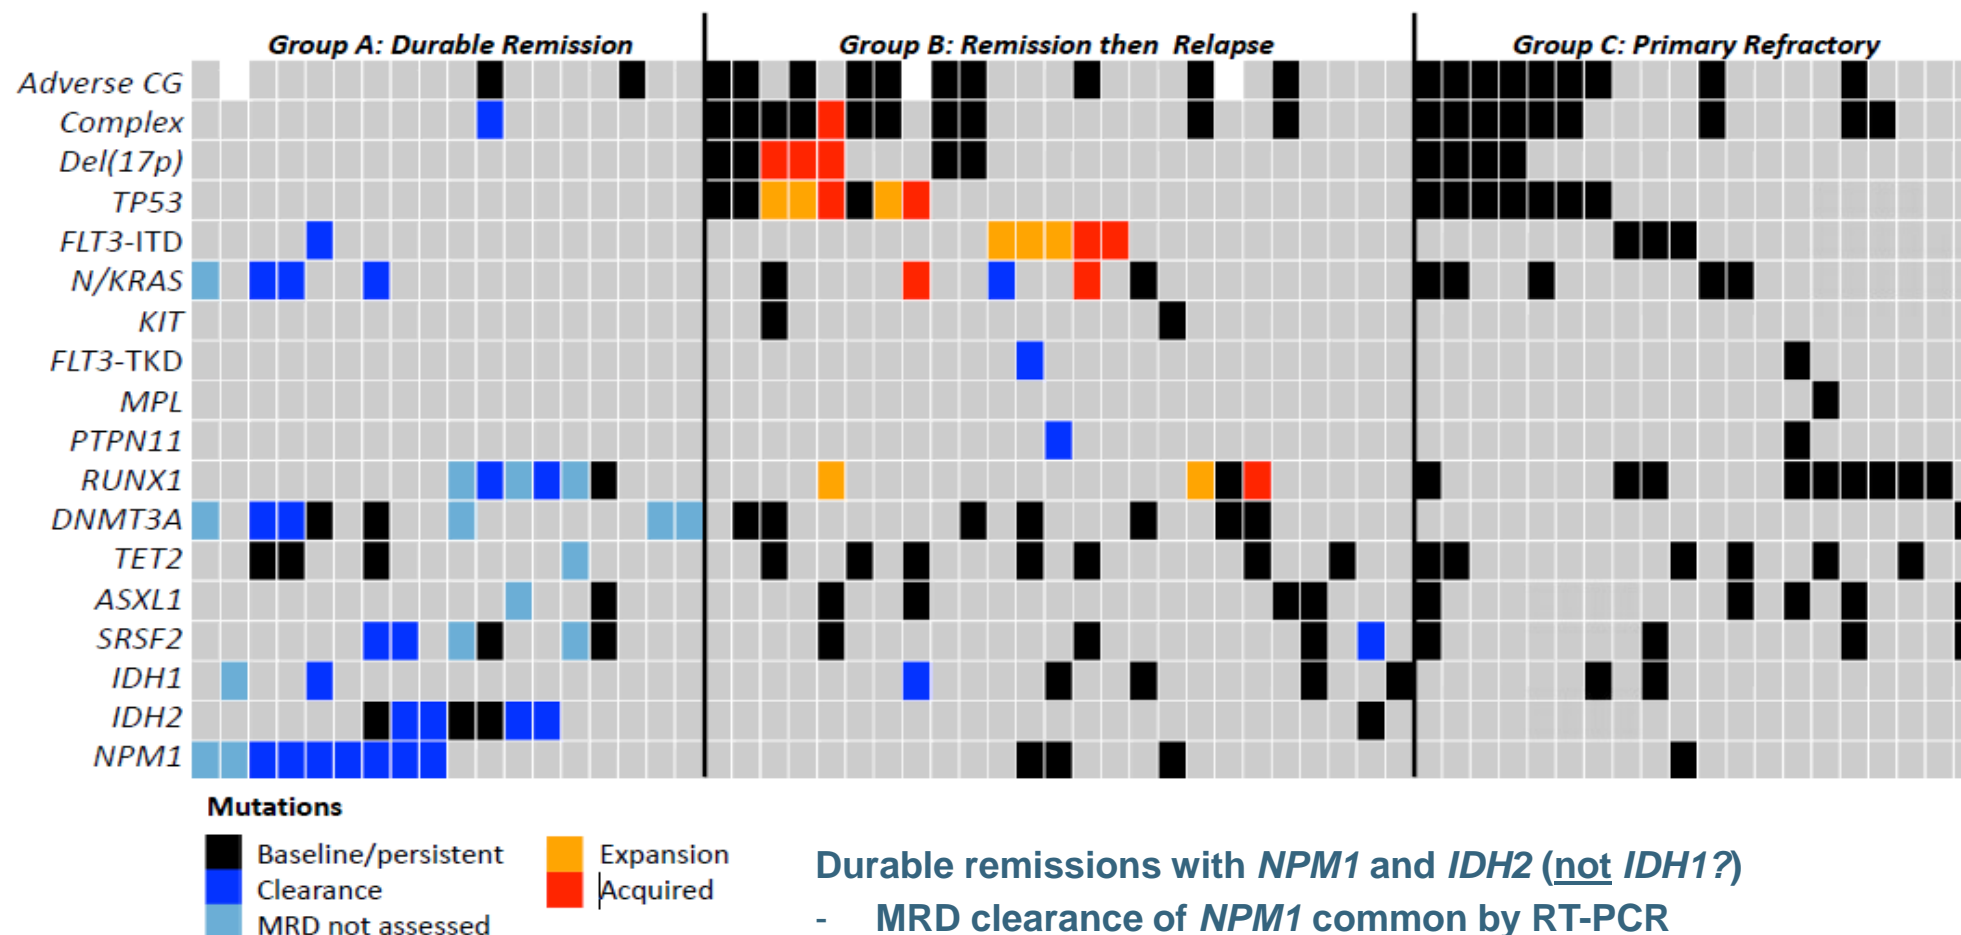 Group A: Durable Remission
Group B: Remission then Relapse
Group C: Primary Refractory
Adverse CG
Complex
Del(17p)
TP53
FLT3-ITD
N/KRAS
KIT
FLT3-TKD
MPL
PTPN11
RUNX1
DNMT3A
TET2
ASXL1
SRSF2
IDH1
IDH2
NPM1
Mutations
Baseline/persistent
Clearance
MRD not assessed
Expansion
Acquired
Durable remissions with NPM1 and IDH2 (not IDH1?)
- MRD clearance of NPM1 common by RT-PCR